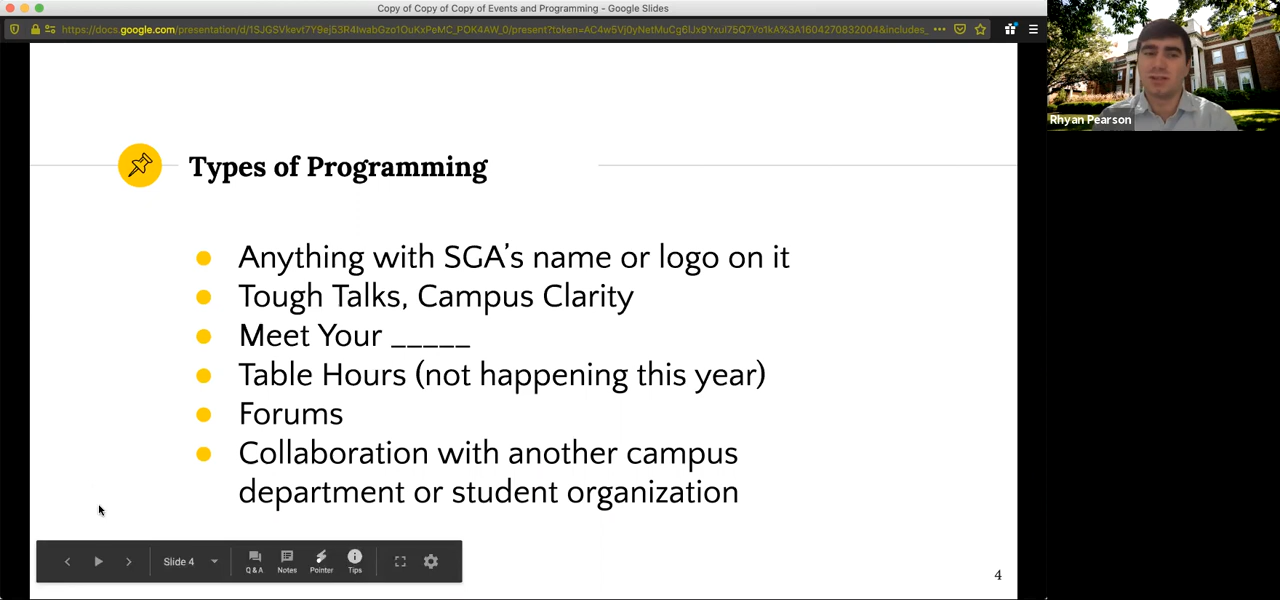 Copy of Copy of Copy of Events and Programming - Google Slides
Rhyan Pearson
Types of Programming
Anything with SGA's name or logo on it
Tough Talks, Campus Clarity
Meet Your _____
Table Hours (not happening this year)
Forums
Collaboration with another campus
department or student organization
Slide 4
Q&A
Notes
Pointer
Tips
4